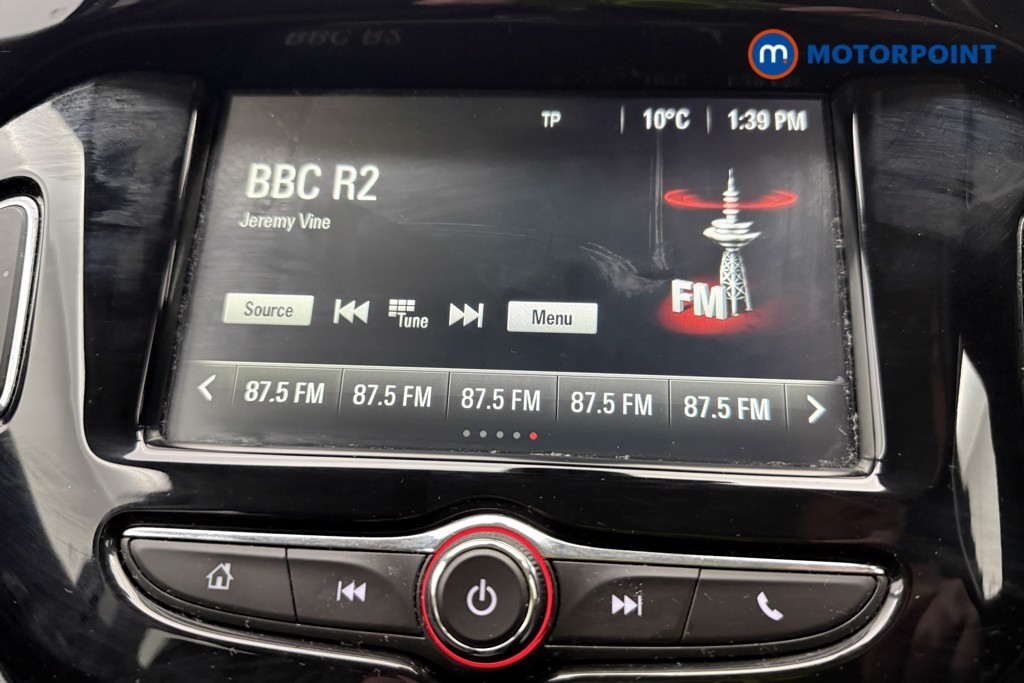 m MOTORPOINT
TP 10°C 1:39 PM
BBC R2
Jeremy Vine
FM
Source Tune Menu
87.5 FM 87.5 FM 87.5 FM 87.5 FM 87.5 FM